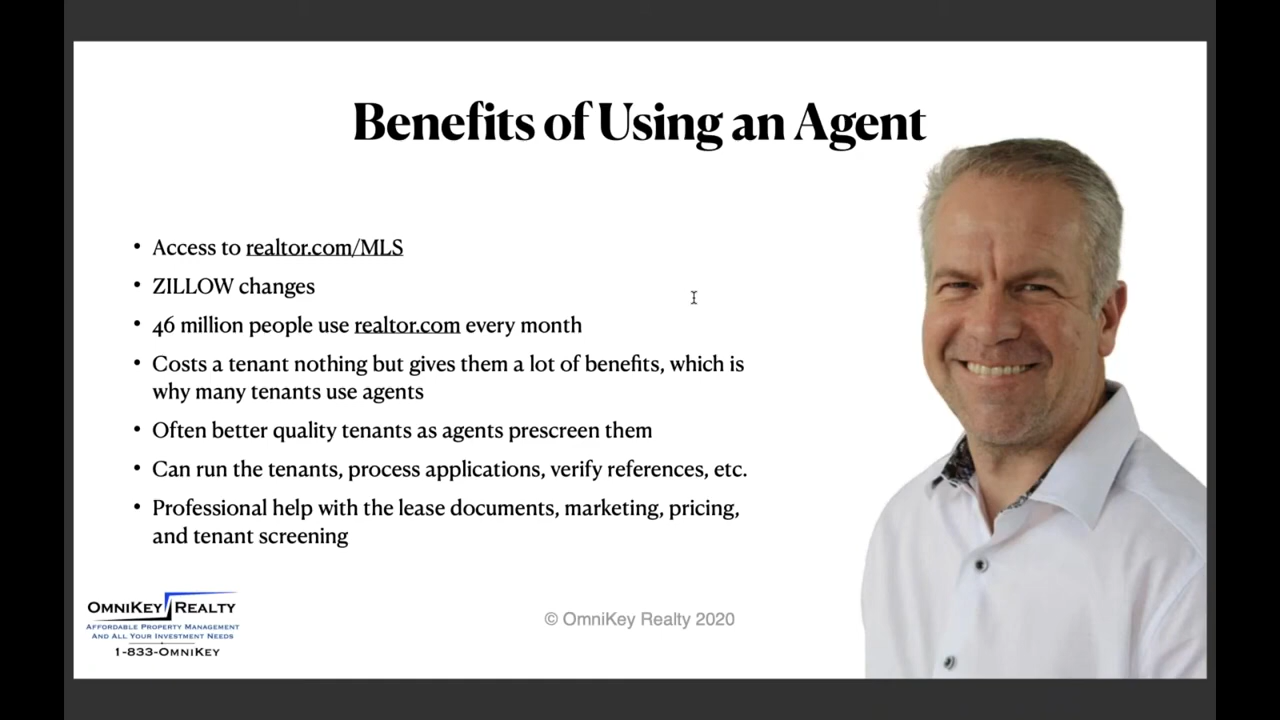 Benefits of Using an Agent
• Access to realtor.com/MLS
• ZILLOW changes
• 46 million people use realtor.com every month
• Costs a tenant nothing but gives them a lot of benefits, which is
why many tenants use agents
• Often better quality tenants as agents prescreen them
• Can run the tenants, process applications, verify references, etc.
• Professional help with the lease documents, marketing, pricing,
and tenant screening
OMNIKEY REALTY
AFFORDABLE PROPERTY MANAGEMENT
AND ALL YOUR INVESTMENT NEEDS
1-833-OMNIKEY
© OmniKey Realty 2020